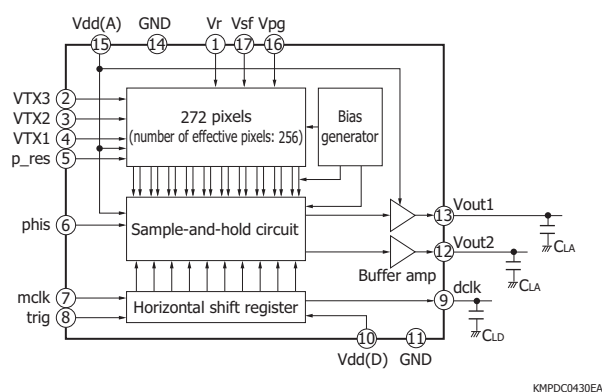 Vdd(A) GND Vr Vsf Vpg
15 14 1 17 16
VTX3 2
VTX2 3
VTX1 4
p_res 5
272 pixels
(number of effective pixels: 256)
Bias
generator
phis 6
Sample-and-hold circuit
13 Vout1
CLA
12 Vout2
CLA
Buffer amp
mclk 7
trig 8
Horizontal shift register
9 dclk
CLD
10 11
Vdd(D) GND
KMPDC0430EA